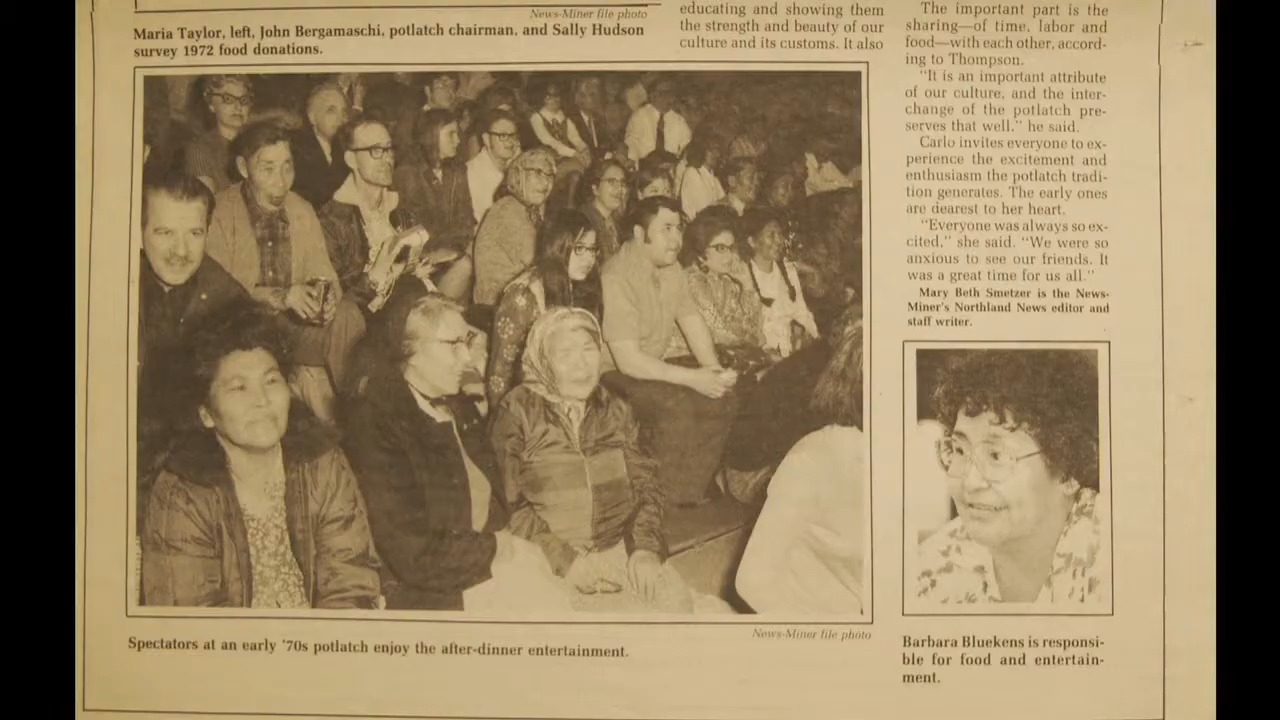 News-Miner file photo
Maria Taylor, left, John Bergamaschi, potlatch chairman, and Sally Hudson
survey 1972 food donations.
educating and showing them
the strength and beauty of our
culture and its customs. It also
The important part is the
sharing—of time, labor and
food—with each other, accord-
ing to Thompson.
"It is an important attribute
of our culture, and the inter-
change of the potlatch pre-
serves that well," he said.
Carlo invites everyone to ex-
perience the excitement and
enthusiasm the potlatch tradi-
tion generates. The early ones
are dearest to her heart.
"Everyone was always so ex-
cited," she said. "We were so
anxious to see our friends. It
was a great time for us all."
Mary Beth Smetzer is the News-
Miner's Northland News editor and
staff writer.
News-Miner file photo
Spectators at an early '70s potlatch enjoy the after-dinner entertainment.
Barbara Bluekens is responsi-
ble for food and entertain-
ment.